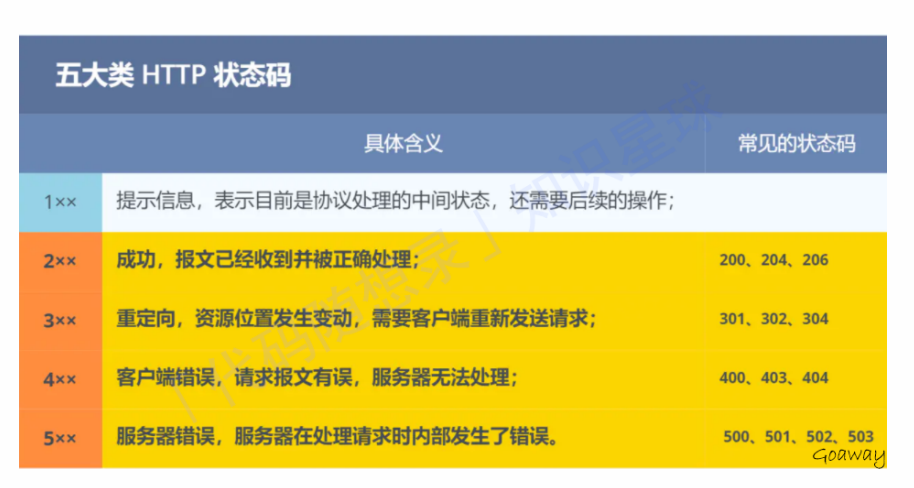 五大类 HTTP 状态码
具体含义 常见的状态码
1×× 提示信息，表示目前是协议处理的中间状态，还需要后续的操作；
2×× 成功，报文已经收到并被正确处理； 200、204、206
3×× 重定向，资源位置发生变动，需要客户端重新发送请求； 301、302、304
4×× 客户端错误，请求报文有误，服务器无法处理； 400、403、404
5×× 服务器错误，服务器在处理请求时内部发生了错误。 500、501、502、503
「代码随想录」知识星球
Goaway